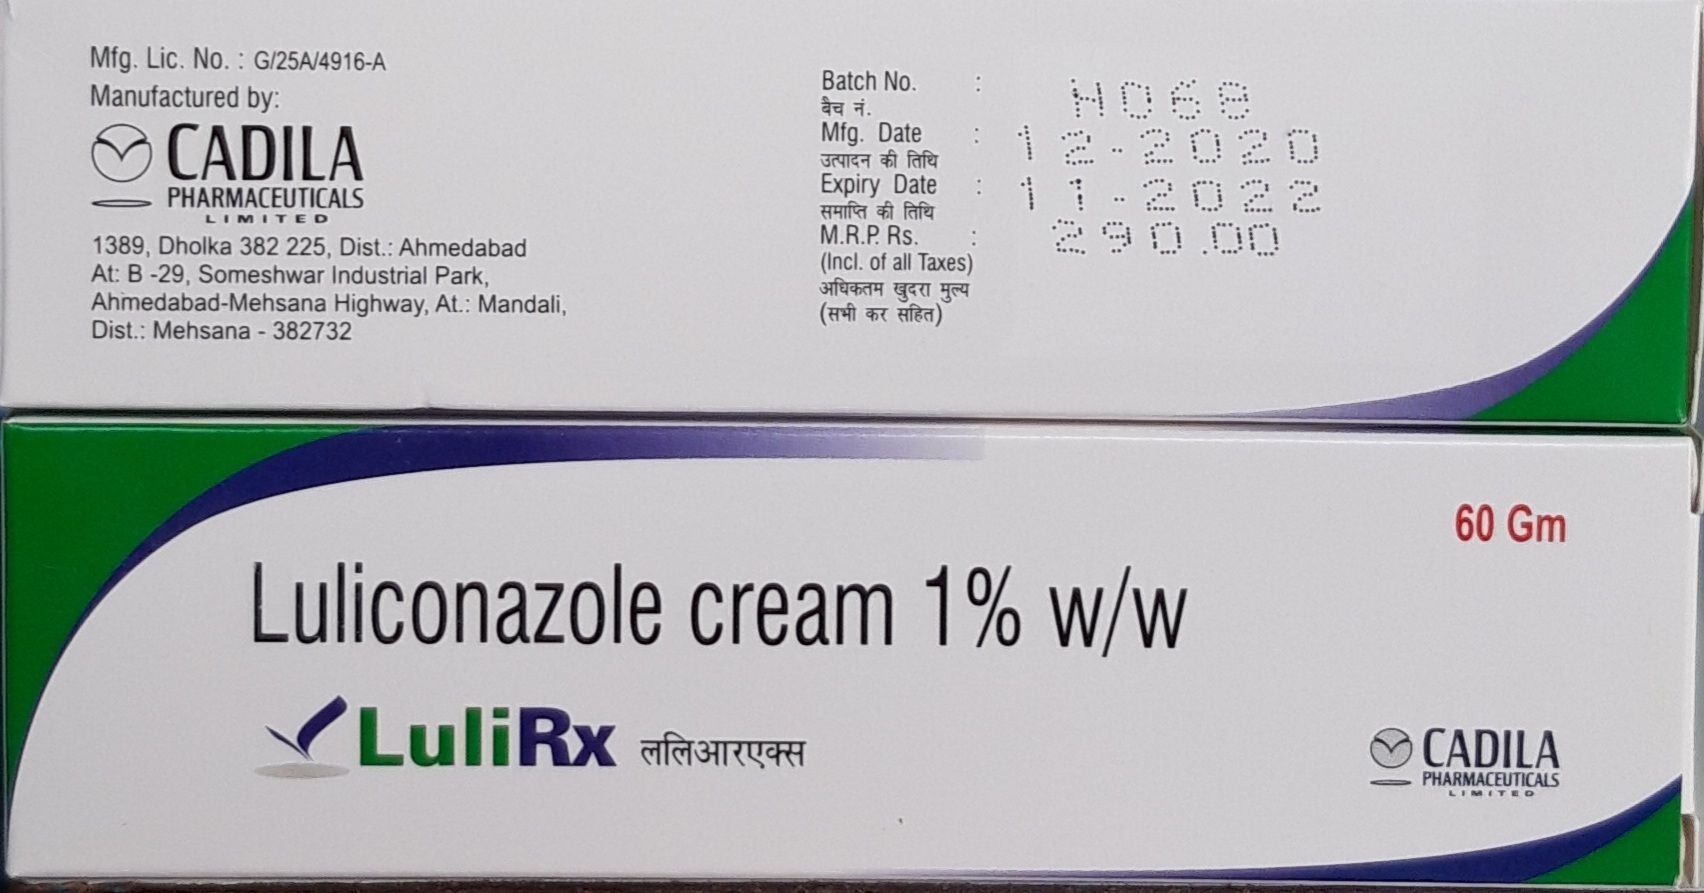 Mfg. Lic. No. : G/25A/4916-A
Manufactured by:
CADILA
PHARMACEUTICALS
LIMITED
1389, Dholka 382 225, Dist.: Ahmedabad
At: B -29, Someshwar Industrial Park,
Ahmedabad-Mehsana Highway, At.: Mandali,
Dist.: Mehsana - 382732
Batch No. : H068
बैच नं.
Mfg. Date : 12-2020
उत्पादन की तिथि
Expiry Date : 11-2022
समाप्ति की तिथि
M.R.P. Rs. : 290.00
(Incl. of all Taxes)
अधिकतम खुदरा मुल्य
(सभी कर सहित)
60 Gm
Luliconazole cream 1% w/w
LuliRx ललिआरएक्स
CADILA
PHARMACEUTICALS
LIMITED